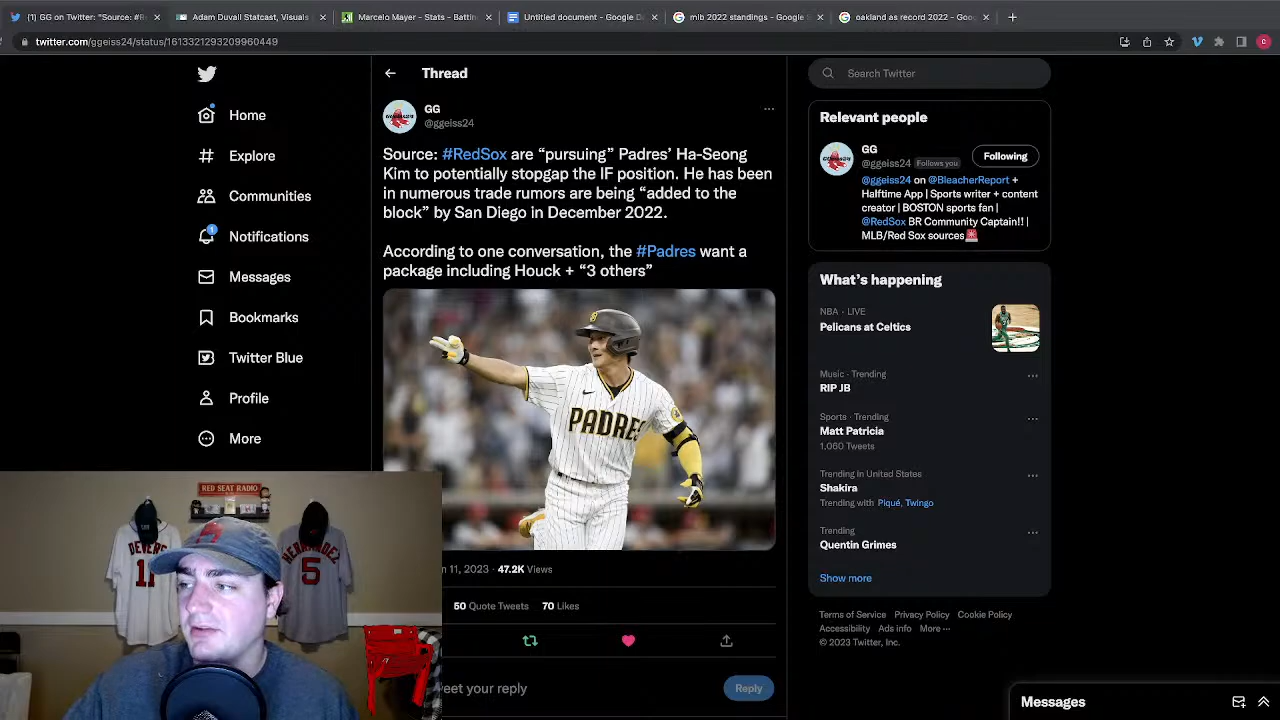 GG on Twitter: "Source: #R
Adam Duvall Statcast, Visuals
Marcelo Mayer - Stats - Battin
Untitled document - Google D
mlb 2022 standings - Google S
oakland as record 2022 - Goog
twitter.com/ggeiss24/status/1613321293209960449
Home
Explore
Communities
1
Notifications
Messages
Bookmarks
Twitter Blue
Profile
More
Thread
GG
@ggeiss24
Source: #RedSox are “pursuing” Padres’ Ha-Seong
Kim to potentially stopgap the IF position. He has been
in numerous trade rumors are being “added to the
block” by San Diego in December 2022.
According to one conversation, the #Padres want a
package including Houck + “3 others”
PADRES
11, 2023 · 47.2K Views
50 Quote Tweets 70 Likes
eet your reply
Reply
Search Twitter
Relevant people
GG
@ggeiss24 Follows you
Following
@ggeiss24 on @BleacherReport +
Halftime App | Sports writer + content
creator | BOSTON sports fan |
@RedSox BR Community Captain!! |
MLB/Red Sox sources
What’s happening
NBA · LIVE
Pelicans at Celtics
Music · Trending
RIP JB
Sports · Trending
Matt Patricia
1,060 Tweets
Trending in United States
Shakira
Trending with Piqué, Twingo
Trending
Quentin Grimes
Show more
Terms of Service Privacy Policy Cookie Policy
Accessibility Ads info More ···
© 2023 Twitter, Inc.
Messages
RED SEAT RADIO
DEVERS
11
HERNÁNDEZ
5